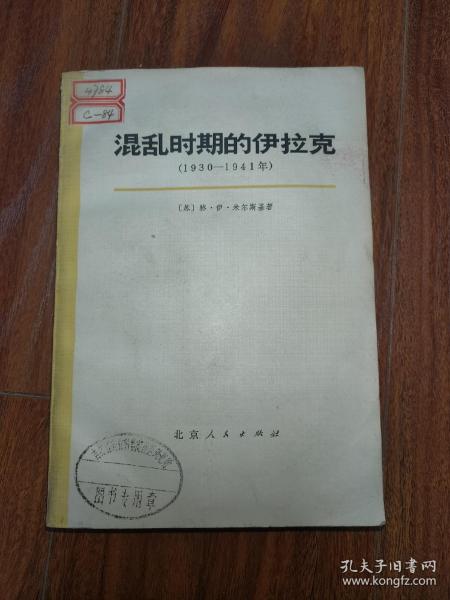 4784
C-84
混乱时期的伊拉克
(1930—1941年)
〔苏〕格·伊·米尔斯基著
北京人民出版社
图书专用章
孔夫子旧书网
www.kongfz.com